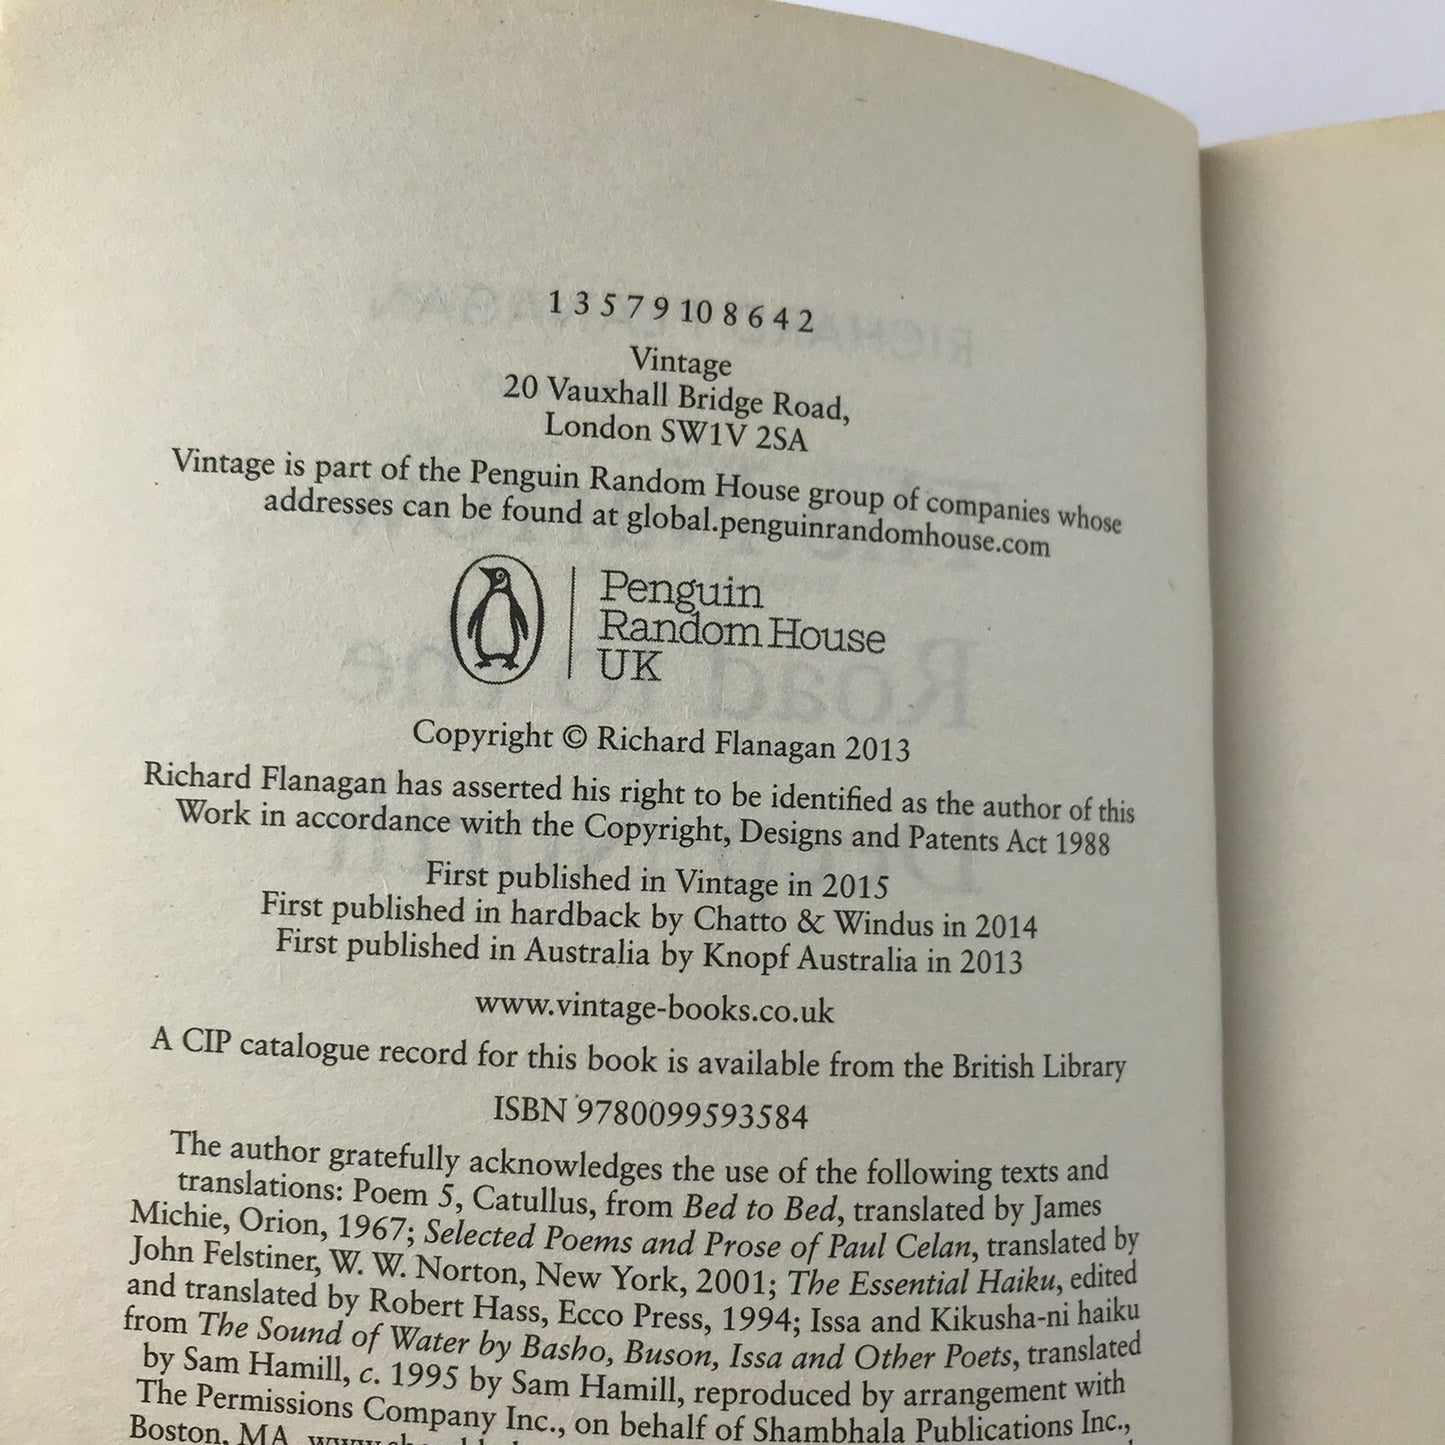 1 3 5 7 9 10 8 6 4 2
Vintage
20 Vauxhall Bridge Road,
London SW1V 2SA
Vintage is part of the Penguin Random House group of companies whose
addresses can be found at global.penguinrandomhouse.com
Penguin
Random House
UK
Copyright © Richard Flanagan 2013
Richard Flanagan has asserted his right to be identified as the author of this
Work in accordance with the Copyright, Designs and Patents Act 1988
First published in Vintage in 2015
First published in hardback by Chatto & Windus in 2014
First published in Australia by Knopf Australia in 2013
www.vintage-books.co.uk
A CIP catalogue record for this book is available from the British Library
ISBN 9780099593584
The author gratefully acknowledges the use of the following texts and
translations: Poem 5, Catullus, from Bed to Bed, translated by James
Michie, Orion, 1967; Selected Poems and Prose of Paul Celan, translated by
John Felstiner, W. W. Norton, New York, 2001; The Essential Haiku, edited
and translated by Robert Hass, Ecco Press, 1994; Issa and Kikusha-ni haiku
from The Sound of Water by Basho, Buson, Issa and Other Poets, translated
by Sam Hamill, c. 1995 by Sam Hamill, reproduced by arrangement with
The Permissions Company Inc., on behalf of Shambhala Publications Inc.,
Boston, MA,